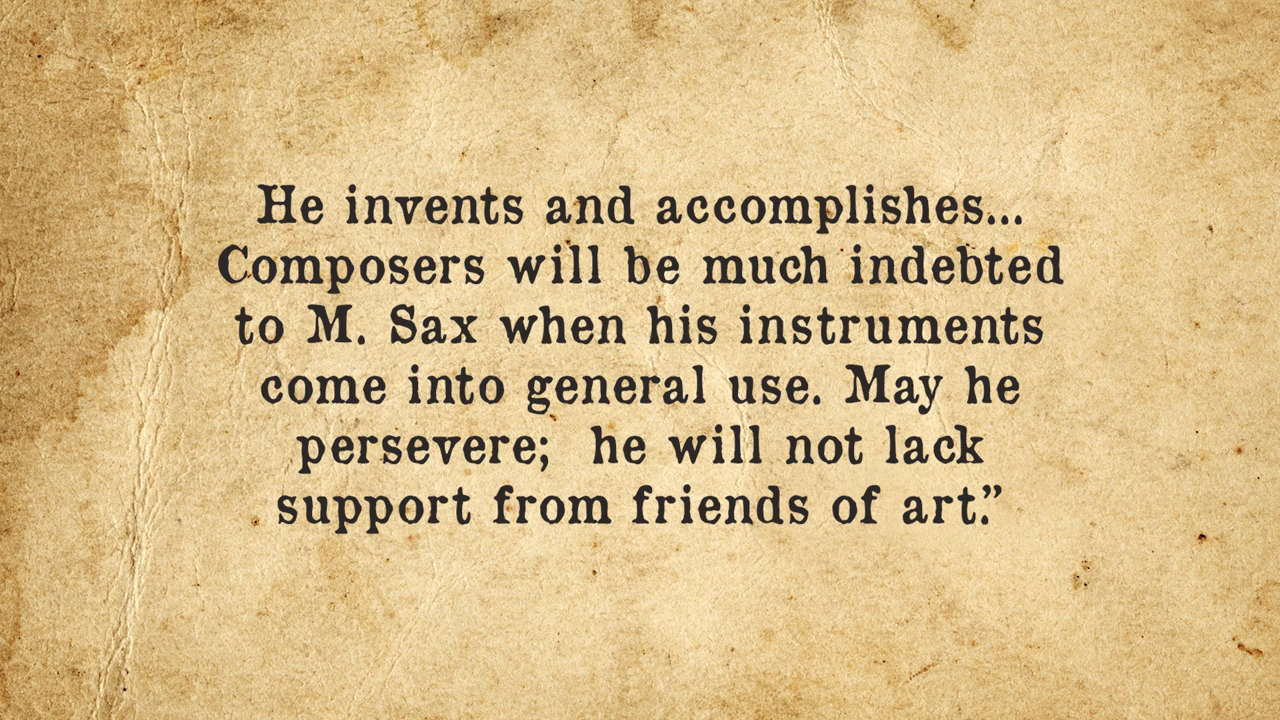 He invents and accomplishes...
Composers will be much indebted
to M. Sax when his instruments
come into general use. May he
persevere;  he will not lack
support from friends of art.”